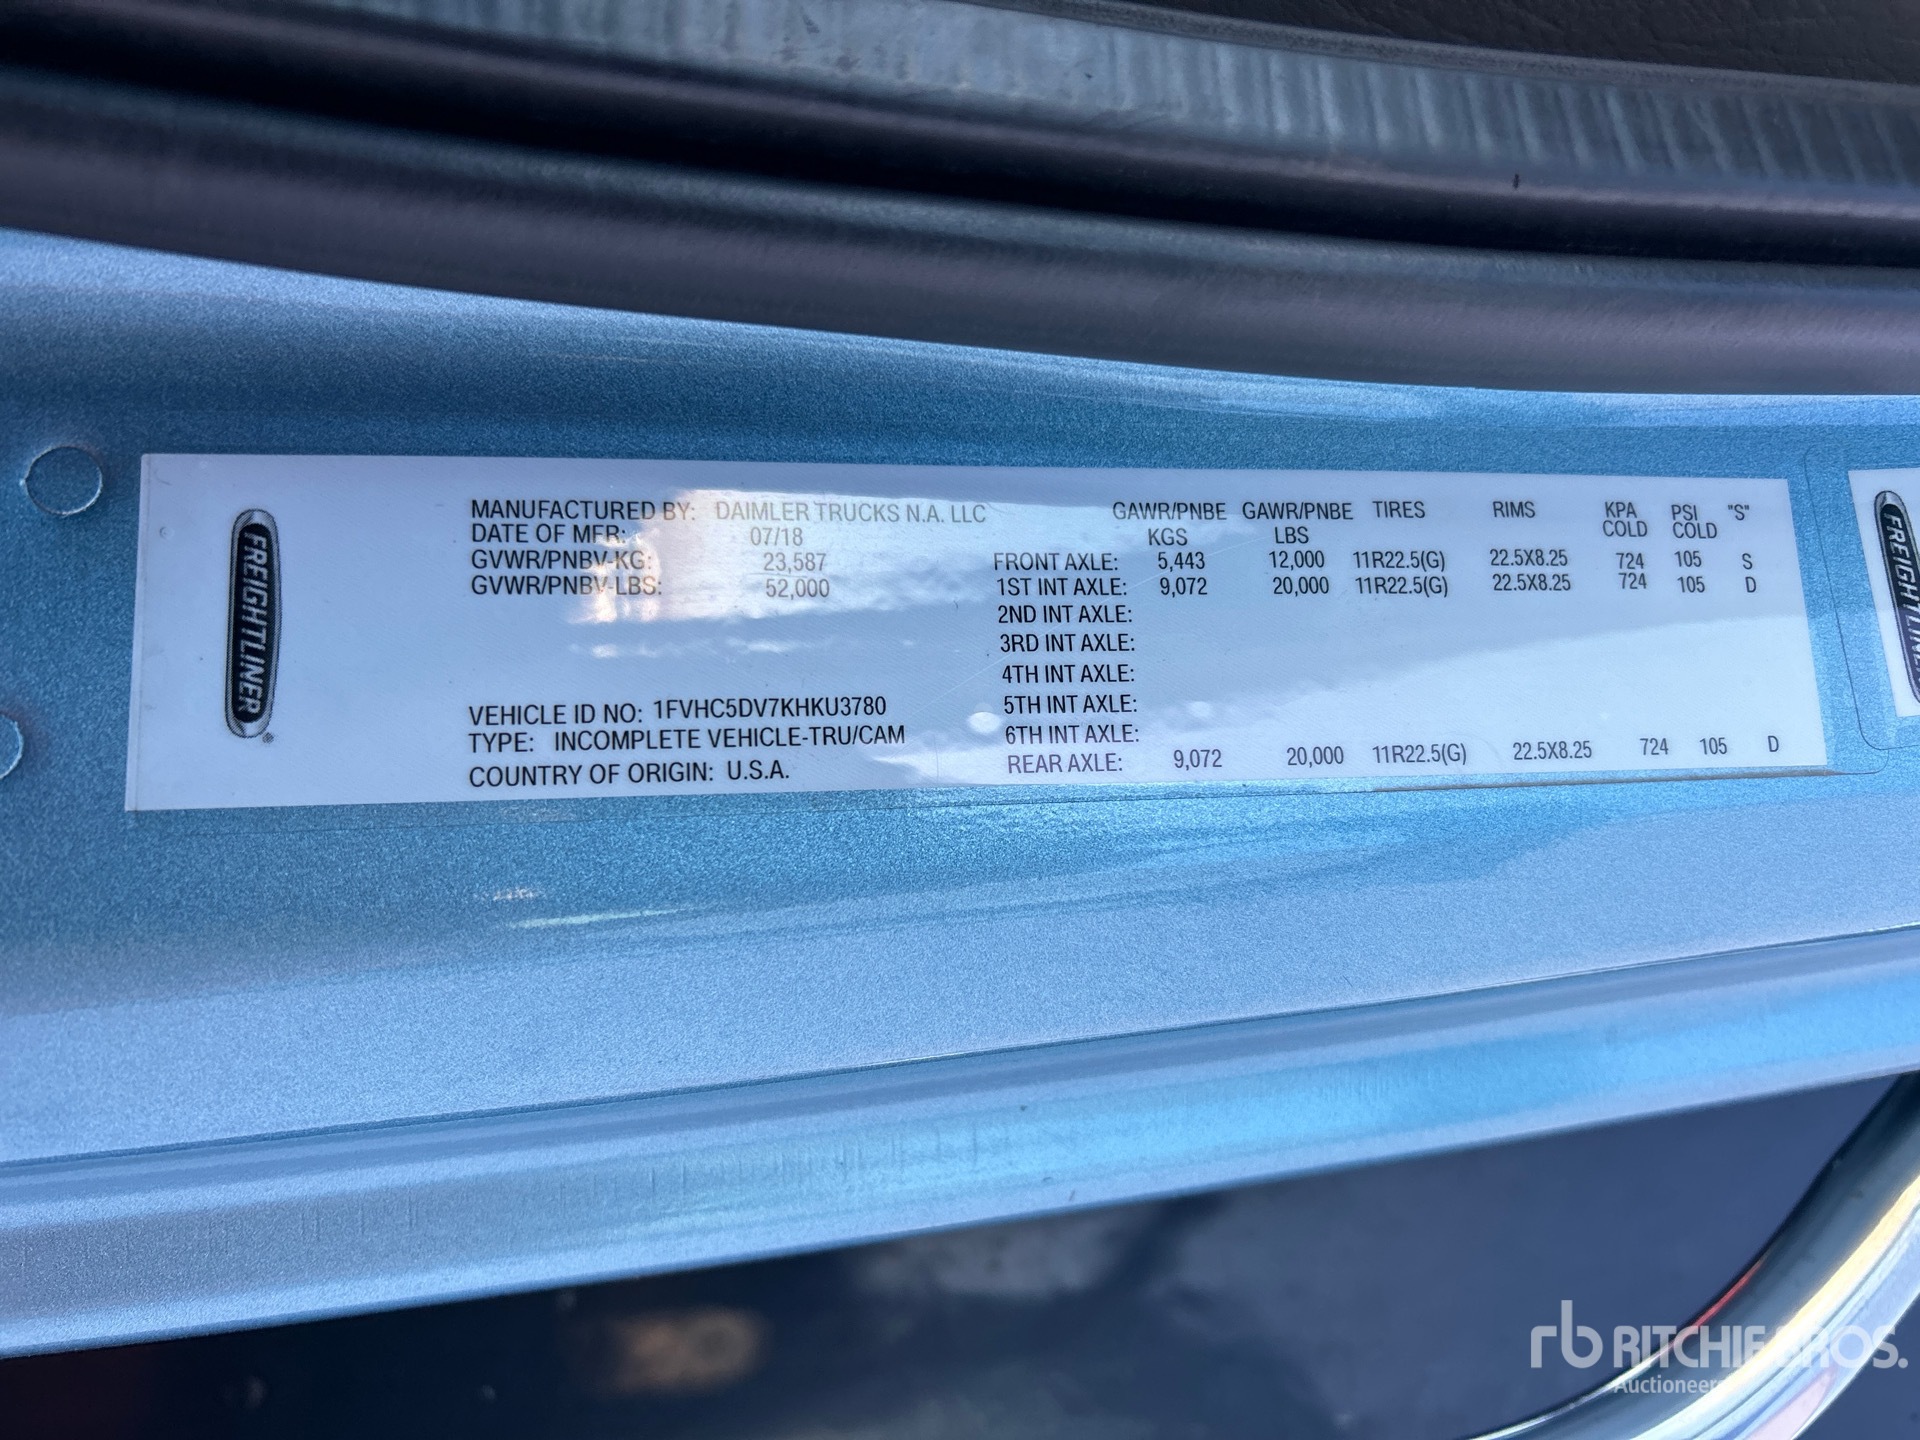 FREIGHTLINER
®
MANUFACTURED BY: DAIMLER TRUCKS N.A. LLC
DATE OF MFR: 07/18
GVWR/PNBV-KG: 23,587
GVWR/PNBV-LBS: 52,000
VEHICLE ID NO: 1FVHC5DV7KHKU3780
TYPE: INCOMPLETE VEHICLE-TRU/CAM
COUNTRY OF ORIGIN: U.S.A.
GAWR/PNBE GAWR/PNBE TIRES RIMS KPA PSI "S"
KGS LBS COLD COLD
FRONT AXLE: 5,443 12,000 11R22.5(G) 22.5X8.25 724 105 S
1ST INT AXLE: 9,072 20,000 11R22.5(G) 22.5X8.25 724 105 D
2ND INT AXLE:
3RD INT AXLE:
4TH INT AXLE:
5TH INT AXLE:
6TH INT AXLE:
REAR AXLE: 9,072 20,000 11R22.5(G) 22.5X8.25 724 105 D
FREIGHTLINE
rb RITCHIE BROS.
Auctioneers